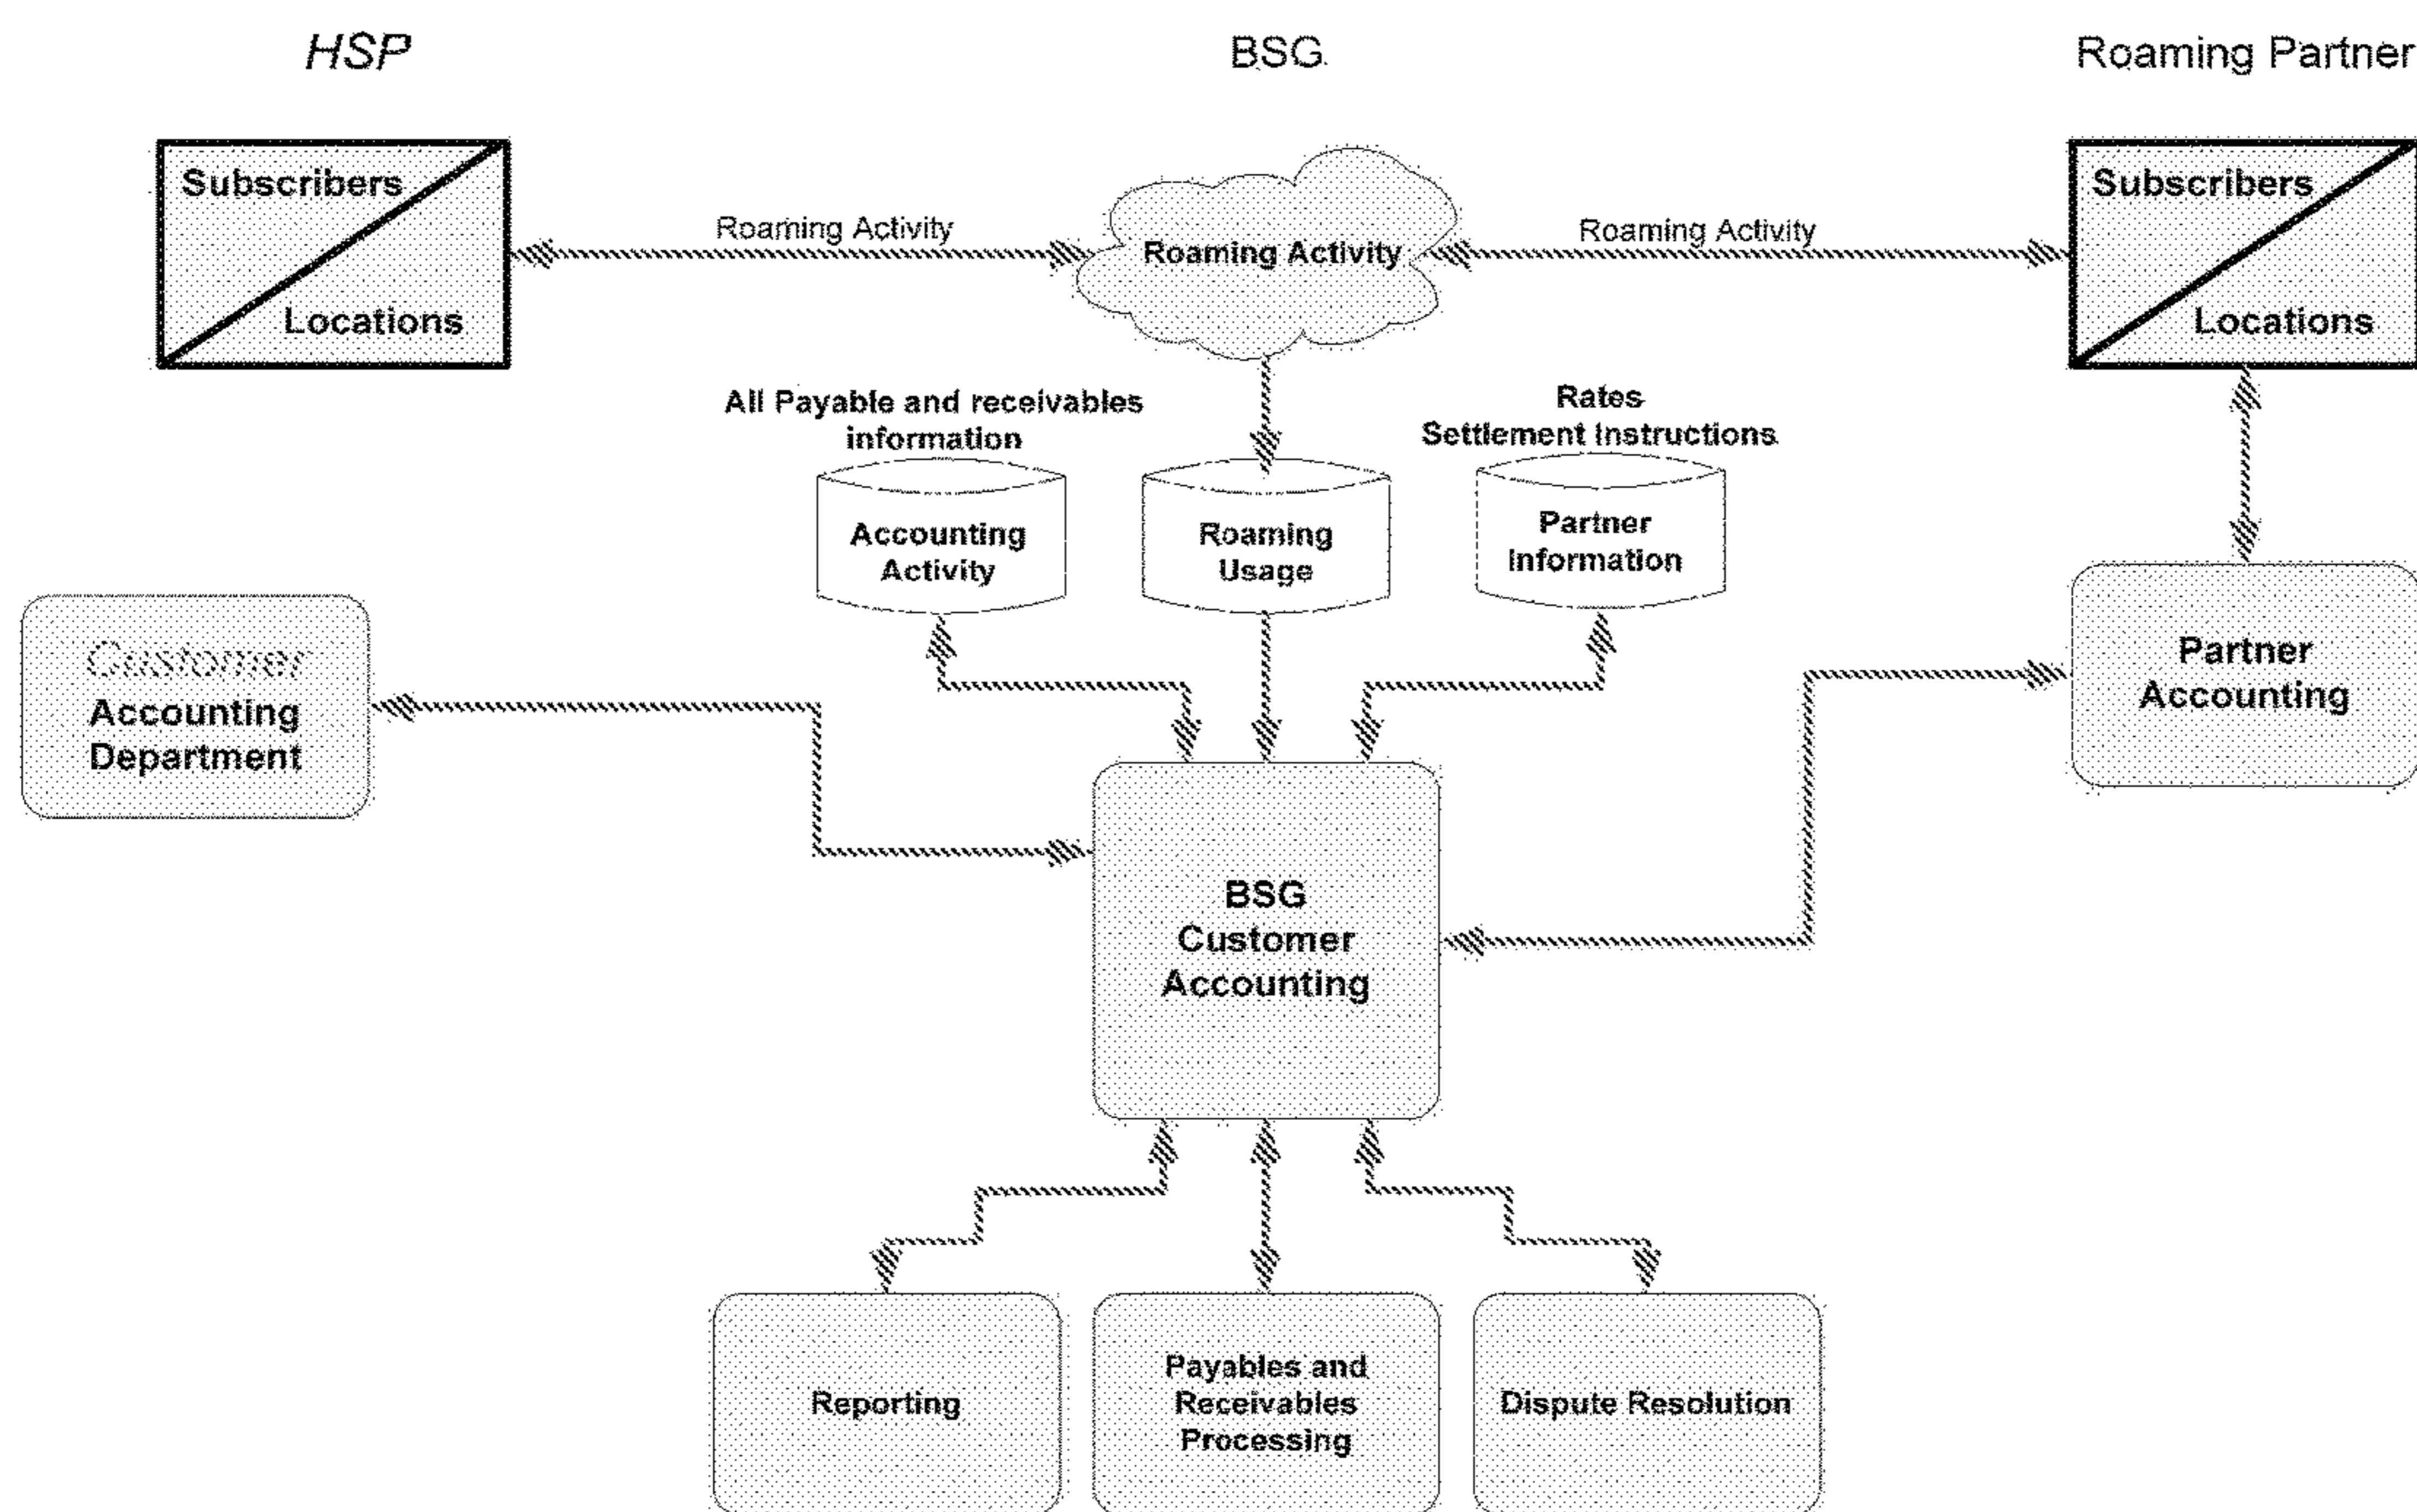 HSP
BSG
Roaming Partner
Subscribers
Locations
Roaming Activity
Roaming Activity
Roaming Activity
Subscribers
Locations
All Payable and receivables
information
Rates
Settlement Instructions
Accounting
Activity
Roaming
Usage
Partner
Information
Customer
Accounting
Department
Partner
Accounting
BSG
Customer
Accounting
Reporting
Payables and
Receivables
Processing
Dispute Resolution